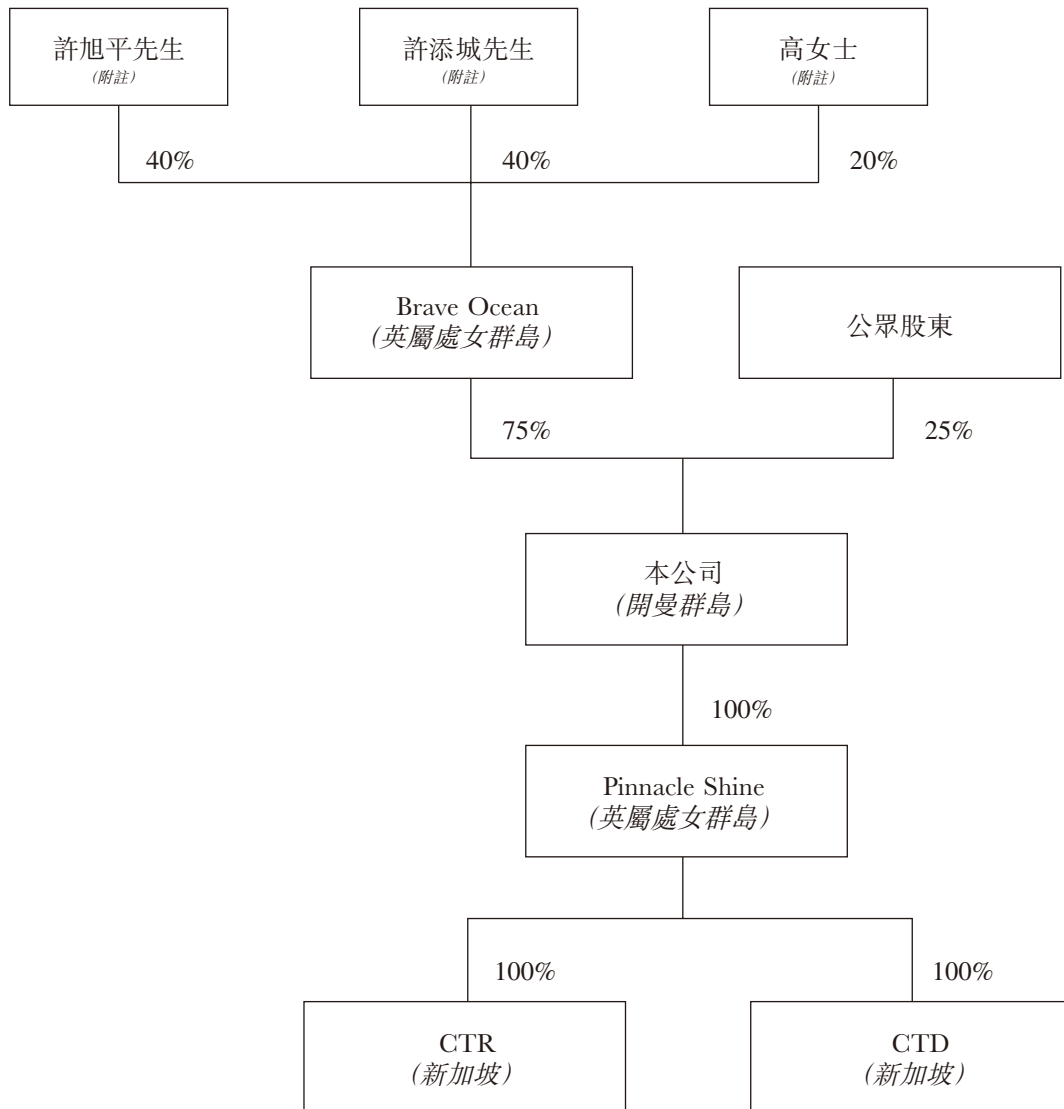 許旭平先生
(附註)
許添城先生
(附註)
高女士
(附註)
40%
40%
20%
Brave Ocean
(英屬處女群島)
公眾股東
75%
25%
本公司
(開曼群島)
100%
Pinnacle Shine
(英屬處女群島)
100%
100%
CTR
(新加坡)
CTD
(新加坡)